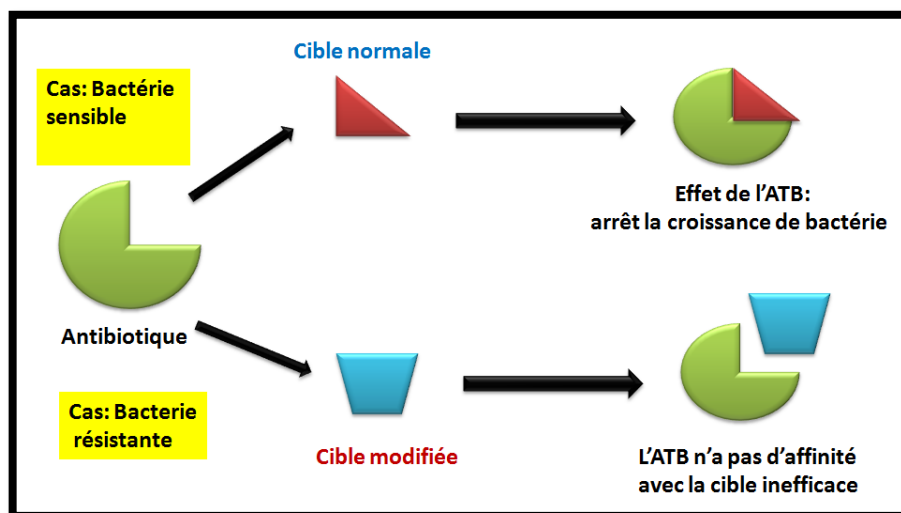 Cible normale
Cas: Bactérie
sensible
Effet de l'ATB:
arrêt la croissance de bactérie
Antibiotique
Cas: Bacterie
résistante
Cible modifiée
L'ATB n'a pas d'affinité
avec la cible inefficace